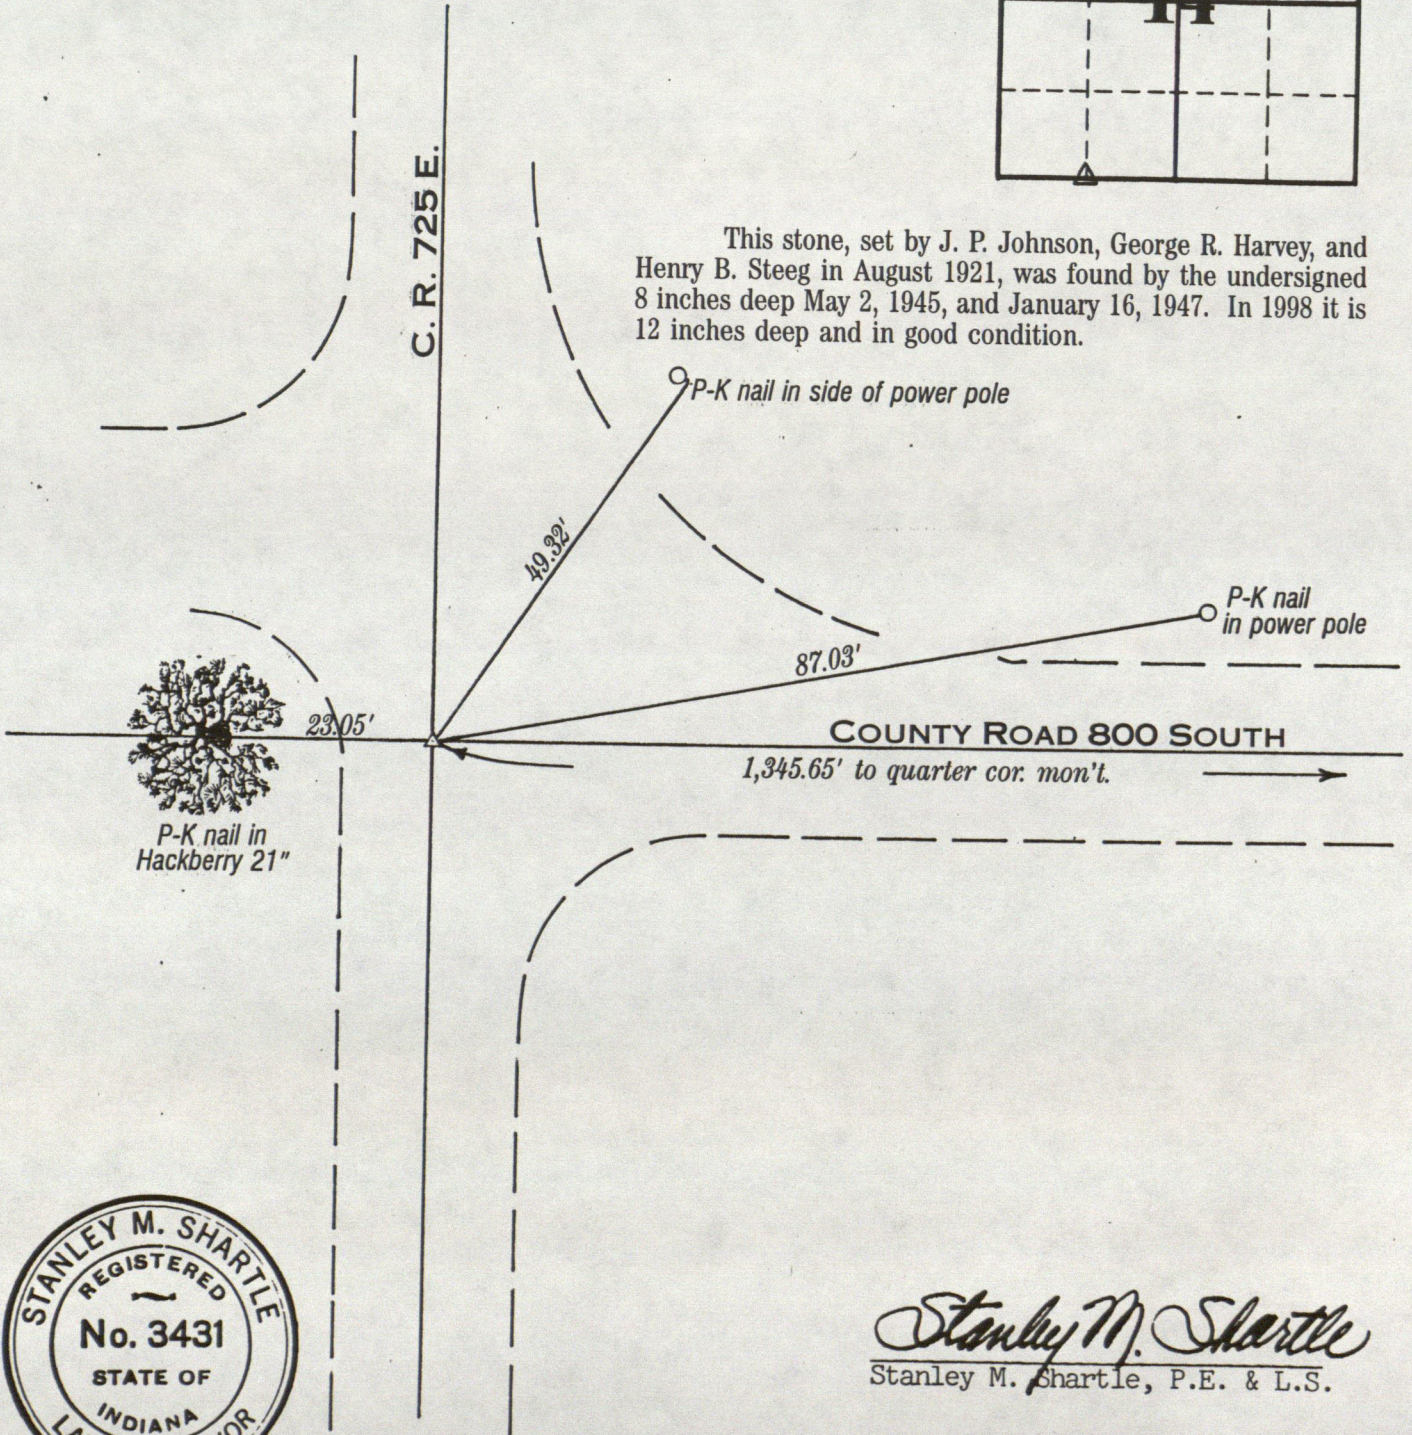 14
C. R. 725 E.
This stone, set by J. P. Johnson, George R. Harvey, and
Henry B. Steeg in August 1921, was found by the undersigned
8 inches deep May 2, 1945, and January 16, 1947. In 1998 it is
12 inches deep and in good condition.
P-K nail in side of power pole
49.32'
P-K nail
in power pole
87.03'
23.05'
COUNTY ROAD 800 SOUTH
1,345.65' to quarter cor. mon't.
P-K nail in
Hackberry 21"
STANLEY M. SHARTLE
REGISTERED
No. 3431
STATE OF
INDIANA
Stanley M. Shartle
Stanley M. Shartle, P.E. & L.S.